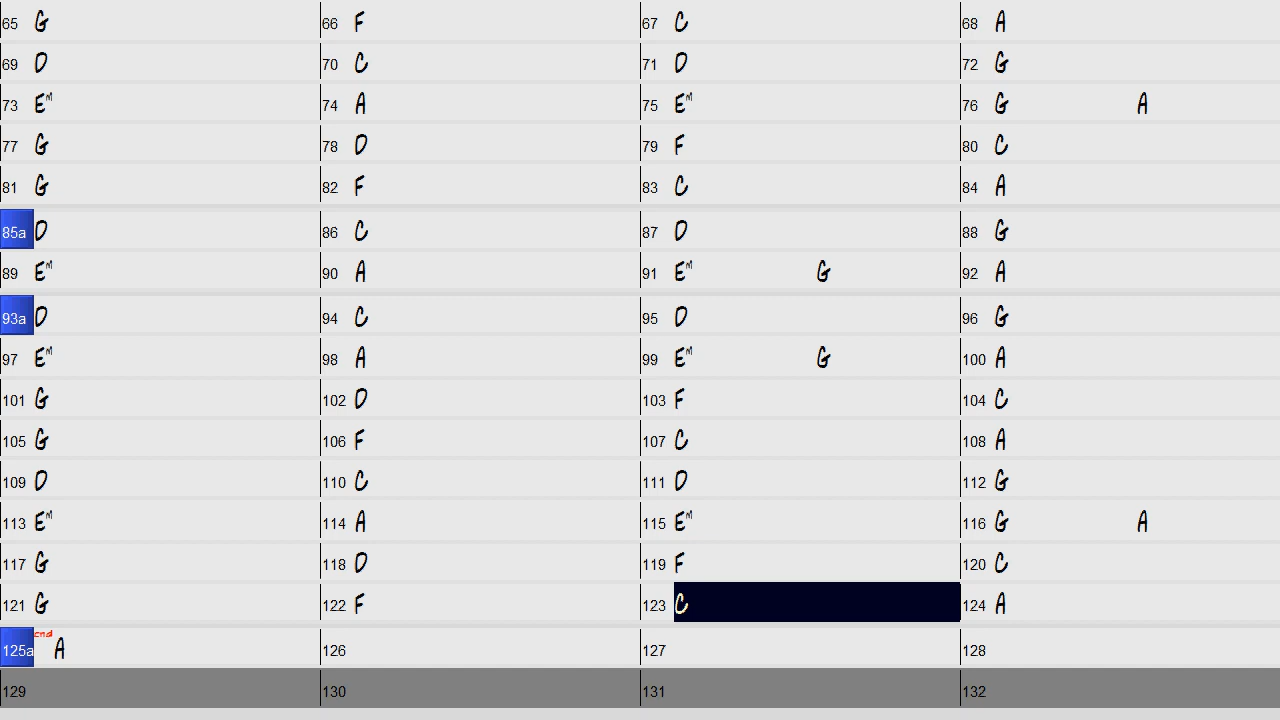 65 G 66 F 67 C 68 A
69 D 70 C 71 D 72 G
73 Eᴹ 74 A 75 Eᴹ 76 G A
77 G 78 D 79 F 80 C
81 G 82 F 83 C 84 A
85a D 86 C 87 D 88 G
89 Eᴹ 90 A 91 Eᴹ G 92 A
93a D 94 C 95 D 96 G
97 Eᴹ 98 A 99 Eᴹ G 100 A
101 G 102 D 103 F 104 C
105 G 106 F 107 C 108 A
109 D 110 C 111 D 112 G
113 Eᴹ 114 A 115 Eᴹ 116 G A
117 G 118 D 119 F 120 C
121 G 122 F 123 C 124 A
125a end A 126 127 128
129 130 131 132